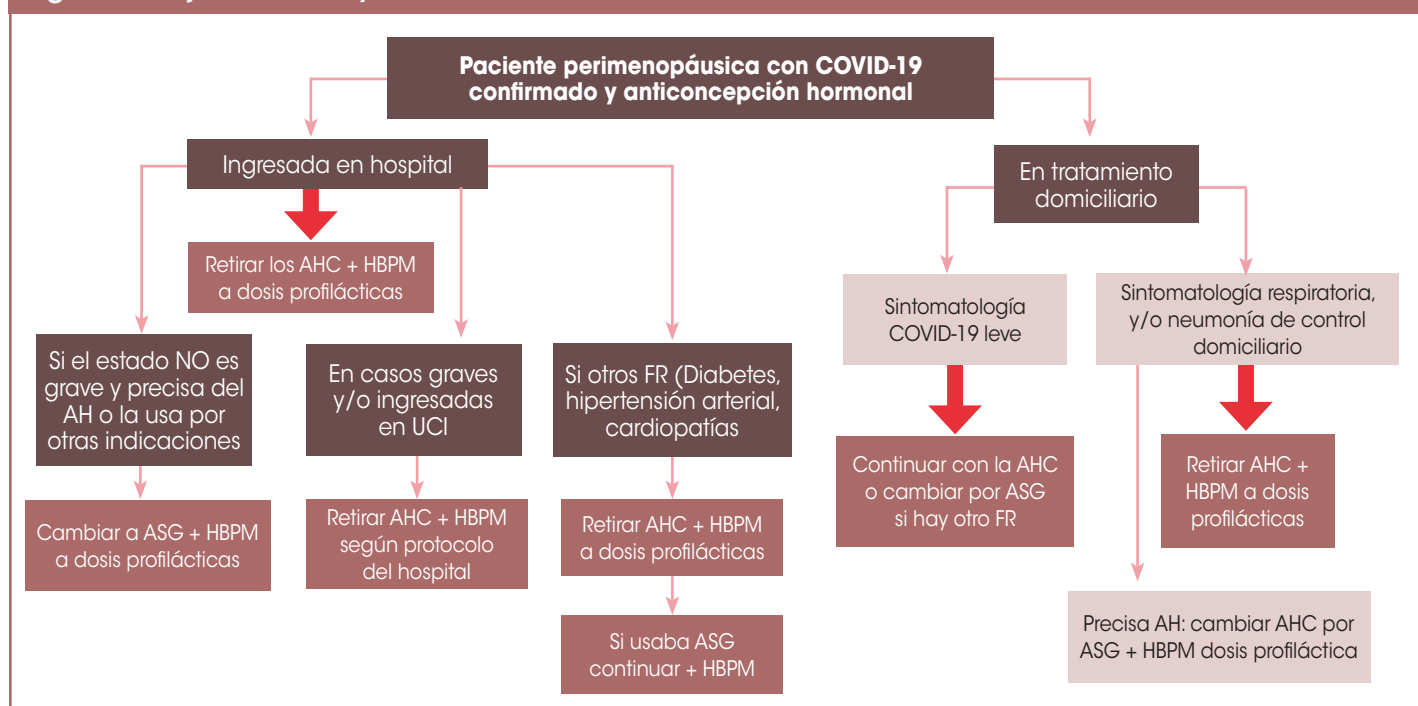 Paciente perimenopáusica con COVID-19
confirmado y anticoncepción hormonal
Ingresada en hospital
En tratamiento
domiciliario
Retirar los AHC + HBPM
a dosis profilácticas
Sintomatología
COVID-19 leve
Sintomatología respiratoria,
y/o neumonía de control
domiciliario
Si el estado NO es
grave y precisa del
AH o la usa por
otras indicaciones
En casos graves
y/o ingresadas
en UCI
Si otros FR (Diabetes,
hipertensión arterial,
cardiopatías
Continuar con la AHC
o cambiar por ASG
si hay otro FR
Retirar AHC +
HBPM a dosis
profilácticas
Cambiar a ASG + HBPM
a dosis profilácticas
Retirar AHC + HBPM
según protocolo
del hospital
Retirar AHC + HBPM
a dosis profilácticas
Si usaba ASG
continuar + HBPM
Precisa AH: cambiar AHC por
ASG + HBPM dosis profiláctica